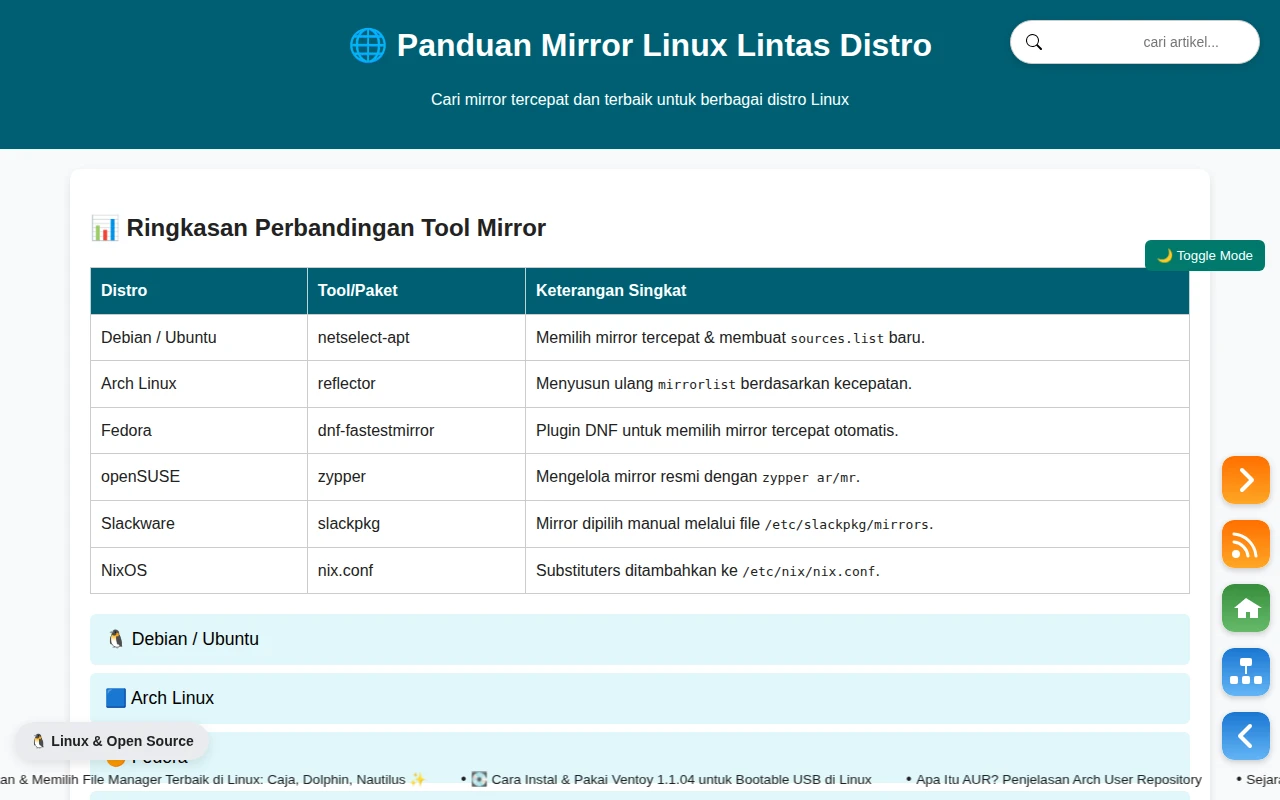 🌐 Panduan Mirror Linux Lintas Distro
cari artikel...
Cari mirror tercepat dan terbaik untuk berbagai distro Linux
📊 Ringkasan Perbandingan Tool Mirror
🌙 Toggle Mode
Distro Tool/Paket Keterangan Singkat
Debian / Ubuntu netselect-apt Memilih mirror tercepat & membuat sources.list baru.
Arch Linux reflector Menyusun ulang mirrorlist berdasarkan kecepatan.
Fedora dnf-fastestmirror Plugin DNF untuk memilih mirror tercepat otomatis.
openSUSE zypper Mengelola mirror resmi dengan zypper ar/mr.
Slackware slackpkg Mirror dipilih manual melalui file /etc/slackpkg/mirrors.
NixOS nix.conf Substituters ditambahkan ke /etc/nix/nix.conf.
🐧 Debian / Ubuntu
🟦 Arch Linux
🐧 Linux & Open Source
🟠 Fedora
an & Memilih File Manager Terbaik di Linux: Caja, Dolphin, Nautilus ✨ • 💽 Cara Instal & Pakai Ventoy 1.1.04 untuk Bootable USB di Linux • Apa Itu AUR? Penjelasan Arch User Repository • Sejara